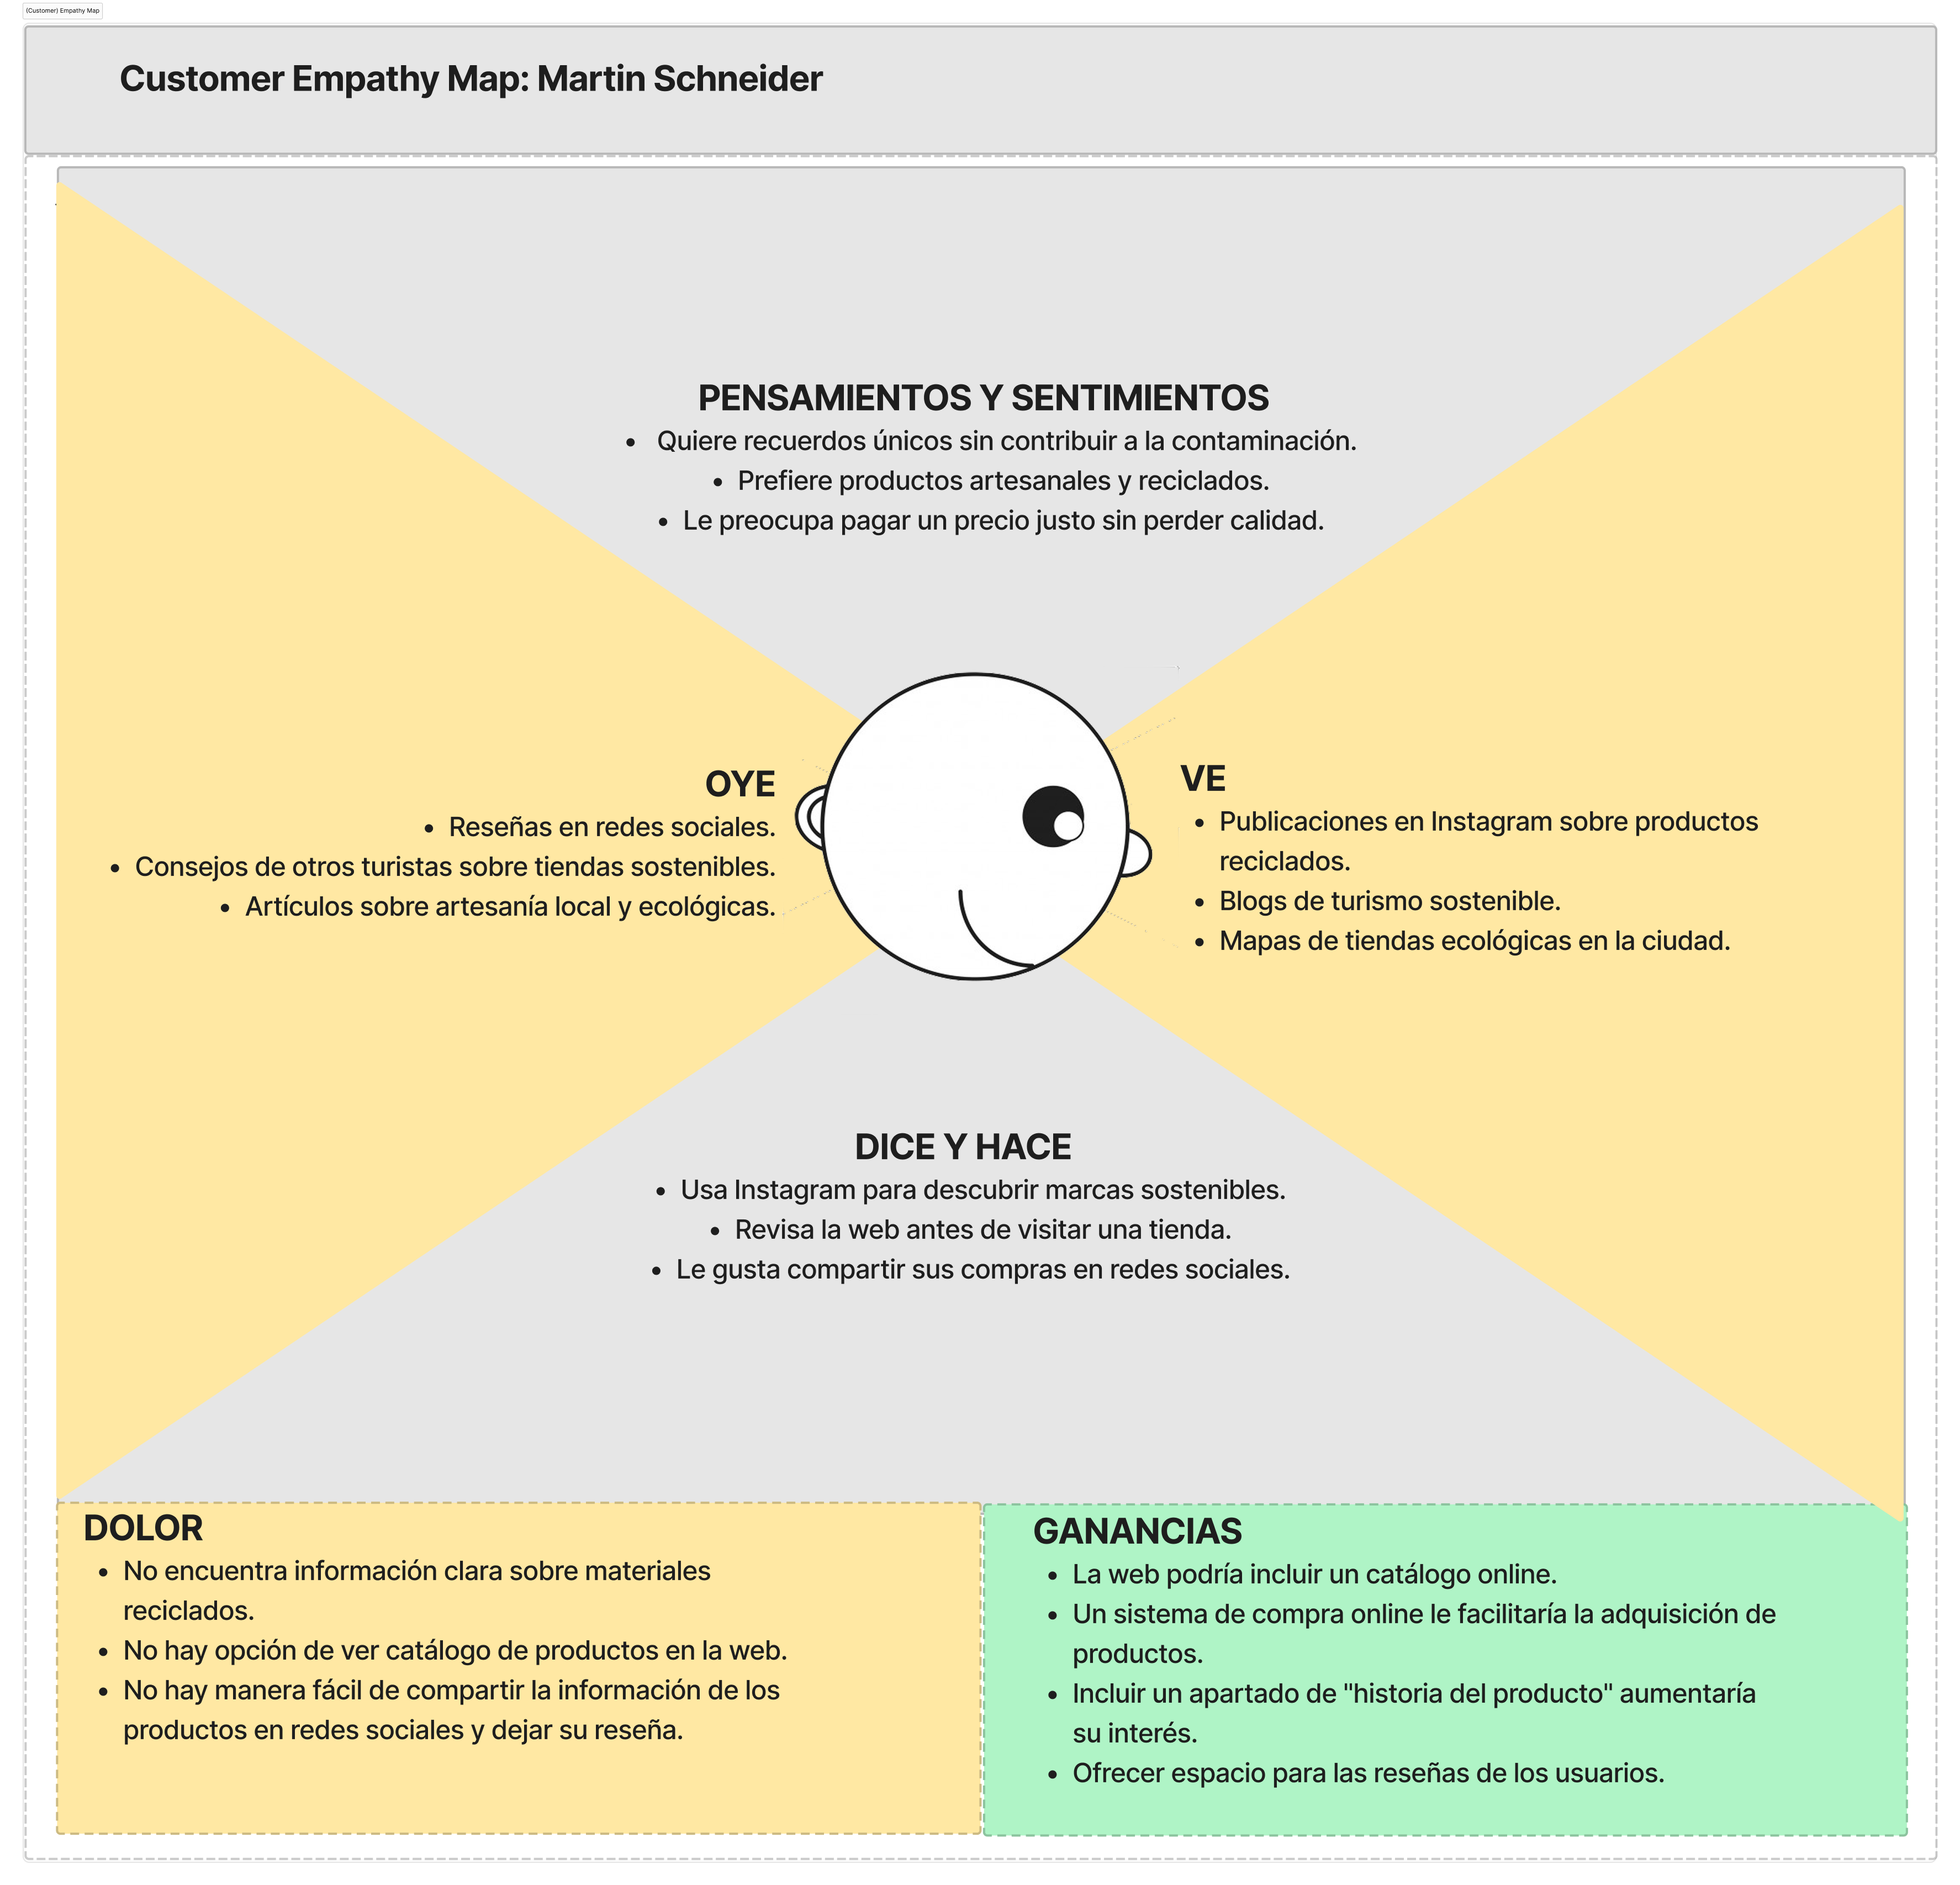 (Customer) Empathy Map
Customer Empathy Map: Martin Schneider
PENSAMIENTOS Y SENTIMIENTOS
• Quiere recuerdos únicos sin contribuir a la contaminación.
• Prefiere productos artesanales y reciclados.
• Le preocupa pagar un precio justo sin perder calidad.
OYE
• Reseñas en redes sociales.
• Consejos de otros turistas sobre tiendas sostenibles.
• Artículos sobre artesanía local y ecológicas.
VE
• Publicaciones en Instagram sobre productos
reciclados.
• Blogs de turismo sostenible.
• Mapas de tiendas ecológicas en la ciudad.
DICE Y HACE
• Usa Instagram para descubrir marcas sostenibles.
• Revisa la web antes de visitar una tienda.
• Le gusta compartir sus compras en redes sociales.
DOLOR
• No encuentra información clara sobre materiales
reciclados.
• No hay opción de ver catálogo de productos en la web.
• No hay manera fácil de compartir la información de los
productos en redes sociales y dejar su reseña.
GANANCIAS
• La web podría incluir un catálogo online.
• Un sistema de compra online le facilitaría la adquisición de
productos.
• Incluir un apartado de "historia del producto" aumentaría
su interés.
• Ofrecer espacio para las reseñas de los usuarios.